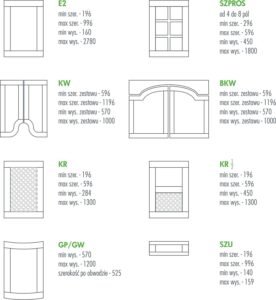 E2
min szer. - 196
max szer. - 996
min wys. - 160
max wys. - 2780
SZPROS
od 4 do 8 pól
min szer. - 296
max szer. - 596
min wys. - 450
max wys. - 1800
KW
min szer. zestawu - 596
max szer. zestawu - 1196
min wys. zestawu - 570
max wys. zestawu - 1000
BKW
min szer. zestawu - 596
max szer. zestawu - 1196
min wys. zestawu - 570
max wys. zestawu - 1000
KR
min szer. - 196
max szer. - 596
min wys. - 284
max wys. - 1300
KR ½
min szer. - 196
max szer. - 596
min wys. - 450
max wys. - 1300
GP/GW
min wys. - 570
max wys. - 1200
szerokość po obwodzie - 525
SZU
min szer. - 196
max szer. - 996
min wys. - 140
max wys. - 159